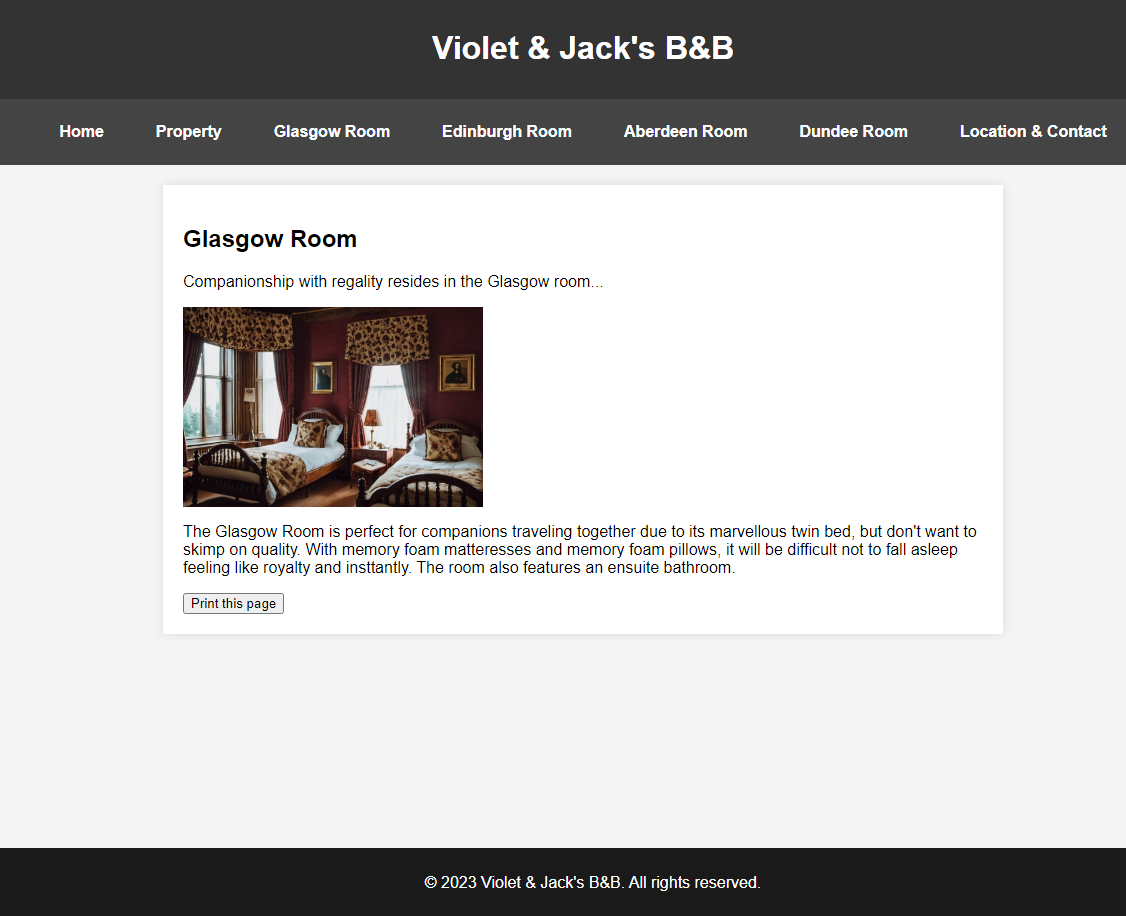 Violet & Jack's B&B
Home Property Glasgow Room Edinburgh Room Aberdeen Room Dundee Room Location & Contact
Glasgow Room
Companionship with regality resides in the Glasgow room...
The Glasgow Room is perfect for companions traveling together due to its marvellous twin bed, but don't want to
skimp on quality. With memory foam matteresses and memory foam pillows, it will be difficult not to fall asleep
feeling like royalty and insttantly. The room also features an ensuite bathroom.
Print this page
© 2023 Violet & Jack's B&B. All rights reserved.